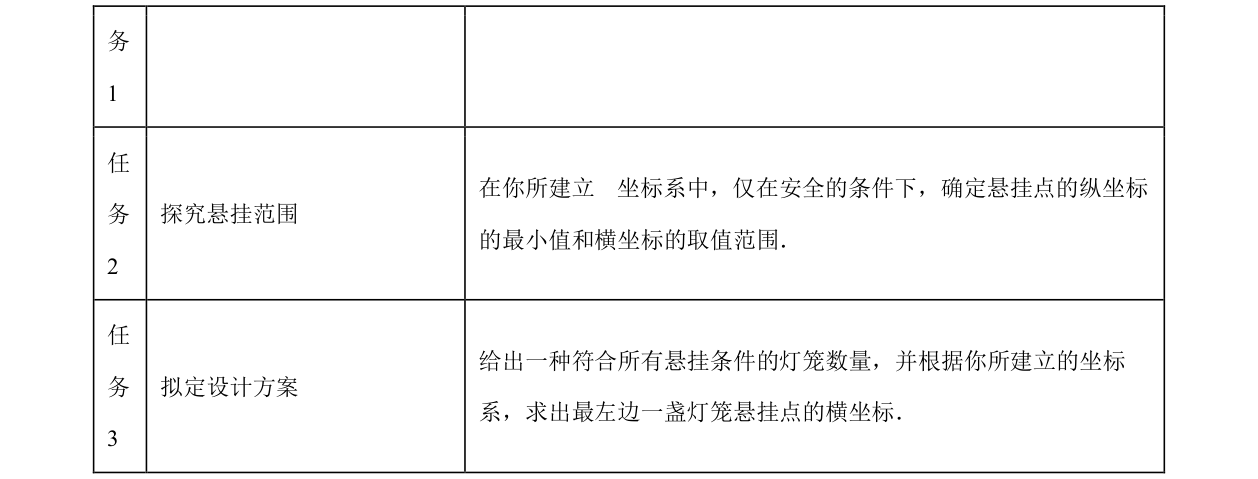 务
1
任
务
2
探究悬挂范围
在你所建立　坐标系中，仅在安全的条件下，确定悬挂点的纵坐标
的最小值和横坐标的取值范围．
任
务
3
拟定设计方案
给出一种符合所有悬挂条件的灯笼数量，并根据你所建立的坐标
系，求出最左边一盏灯笼悬挂点的横坐标．